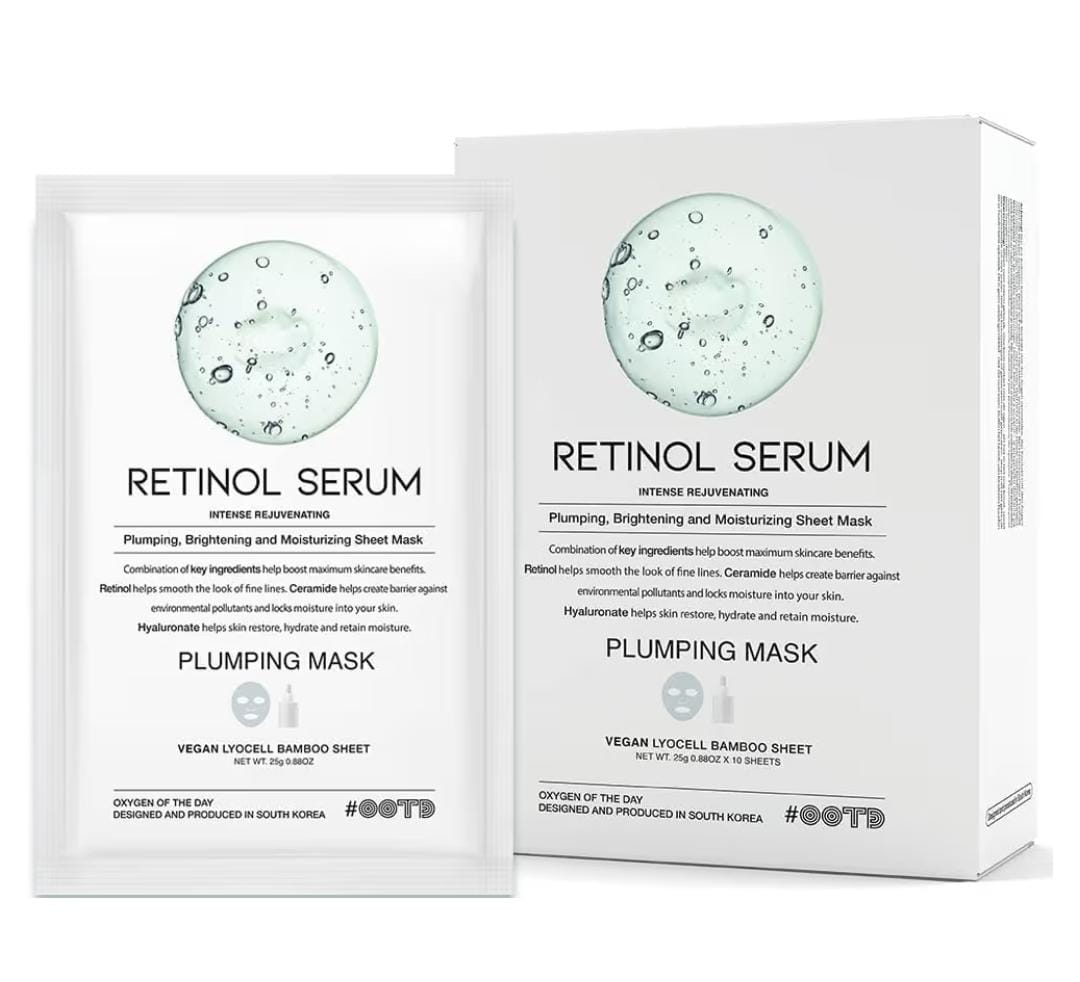 RETINOL SERUM
INTENSE REJUVENATING
Plumping, Brightening and Moisturizing Sheet Mask
Combination of key ingredients help boost maximum skincare benefits.
Retinol helps smooth the look of fine lines. Ceramide helps create barrier against
environmental pollutants and locks moisture into your skin.
Hyaluronate helps skin restore, hydrate and retain moisture.
PLUMPING MASK
VEGAN LYOCELL BAMBOO SHEET
NET WT. 25g 0.88OZ
OXYGEN OF THE DAY
DESIGNED AND PRODUCED IN SOUTH KOREA
#OOTD
RETINOL SERUM
INTENSE REJUVENATING
Plumping, Brightening and Moisturizing Sheet Mask
Combination of key ingredients help boost maximum skincare benefits.
Retinol helps smooth the look of fine lines. Ceramide helps create barrier against
environmental pollutants and locks moisture into your skin.
Hyaluronate helps skin restore, hydrate and retain moisture.
PLUMPING MASK
VEGAN LYOCELL BAMBOO SHEET
NET WT. 25g 0.88OZ X 10 SHEETS
OXYGEN OF THE DAY
DESIGNED AND PRODUCED IN SOUTH KOREA
#OOTD